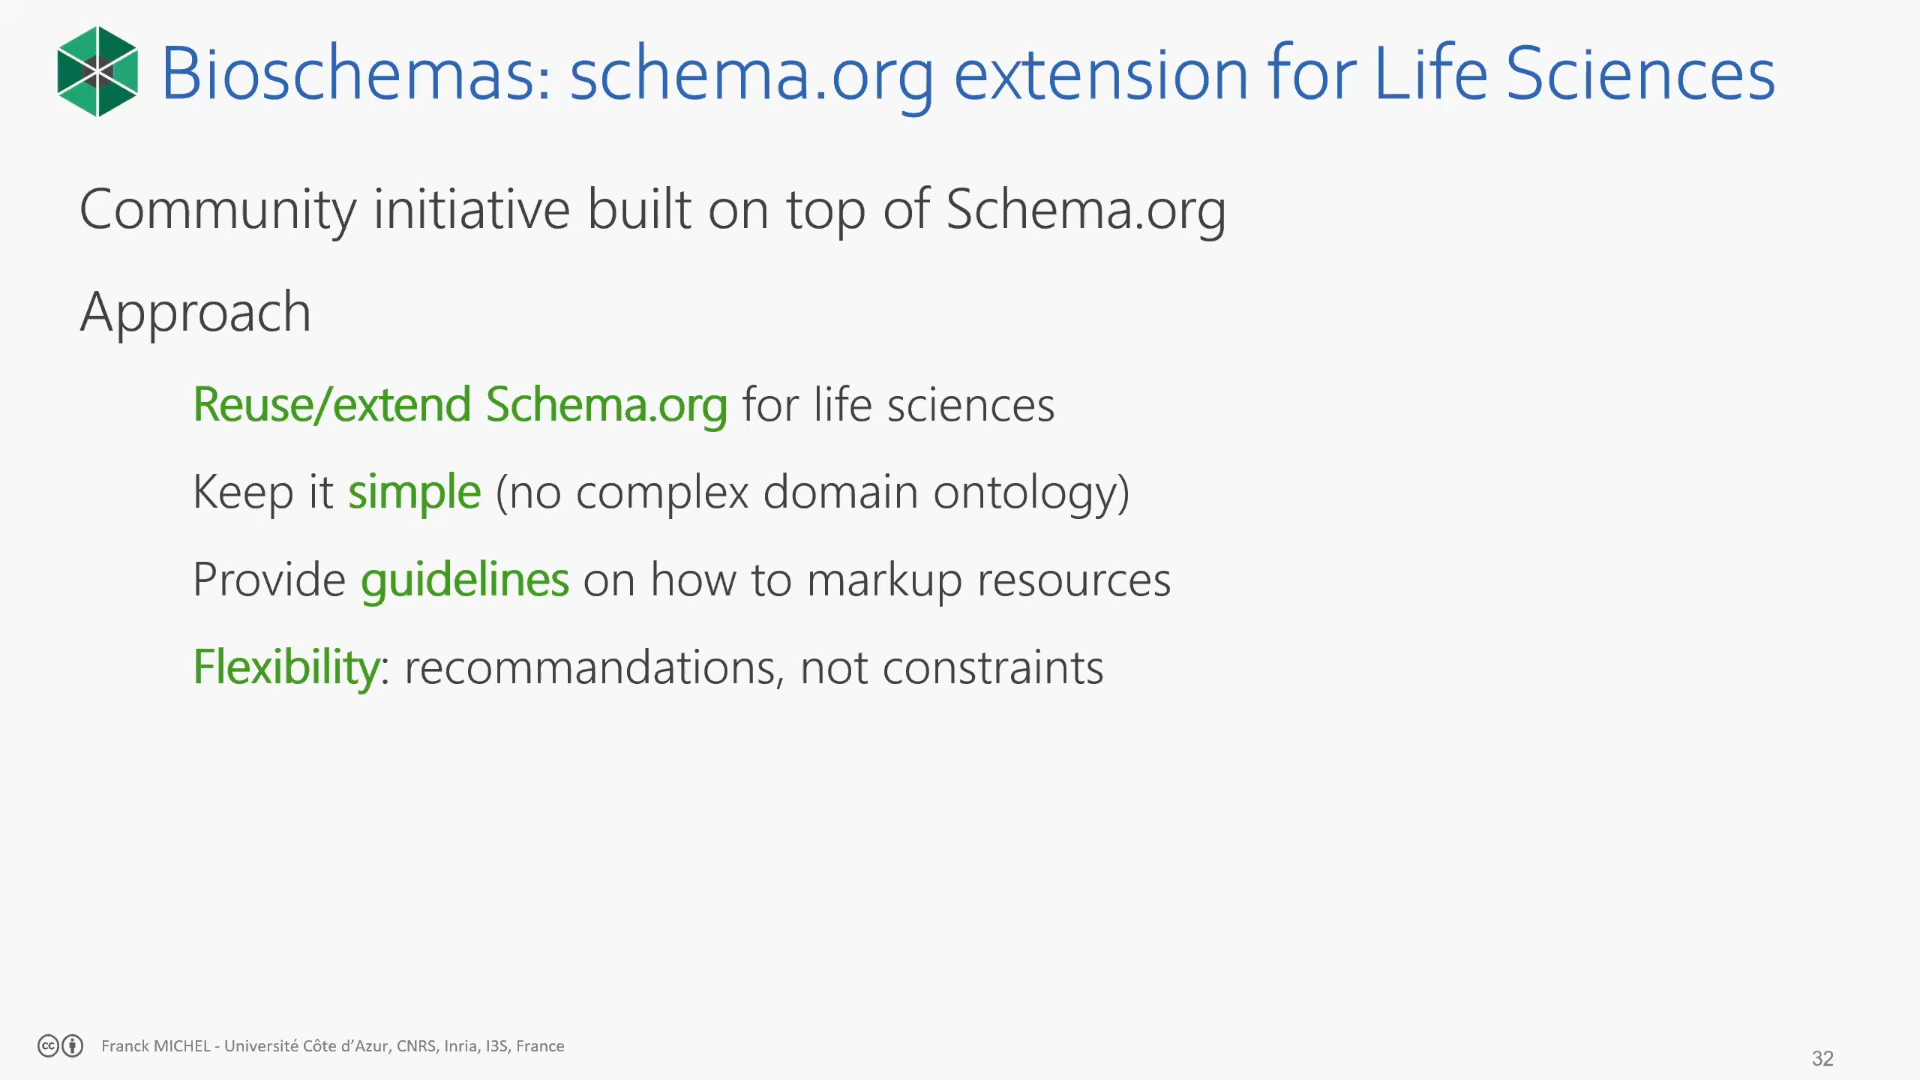 Bioschemas: schema.org extension for Life Sciences
Community initiative built on top of Schema.org
Approach
Reuse/extend Schema.org for life sciences
Keep it simple (no complex domain ontology)
Provide guidelines on how to markup resources
Flexibility: recommandations, not constraints
cc Franck MICHEL - Université Côte d'Azur, CNRS, Inria, I3S, France
32